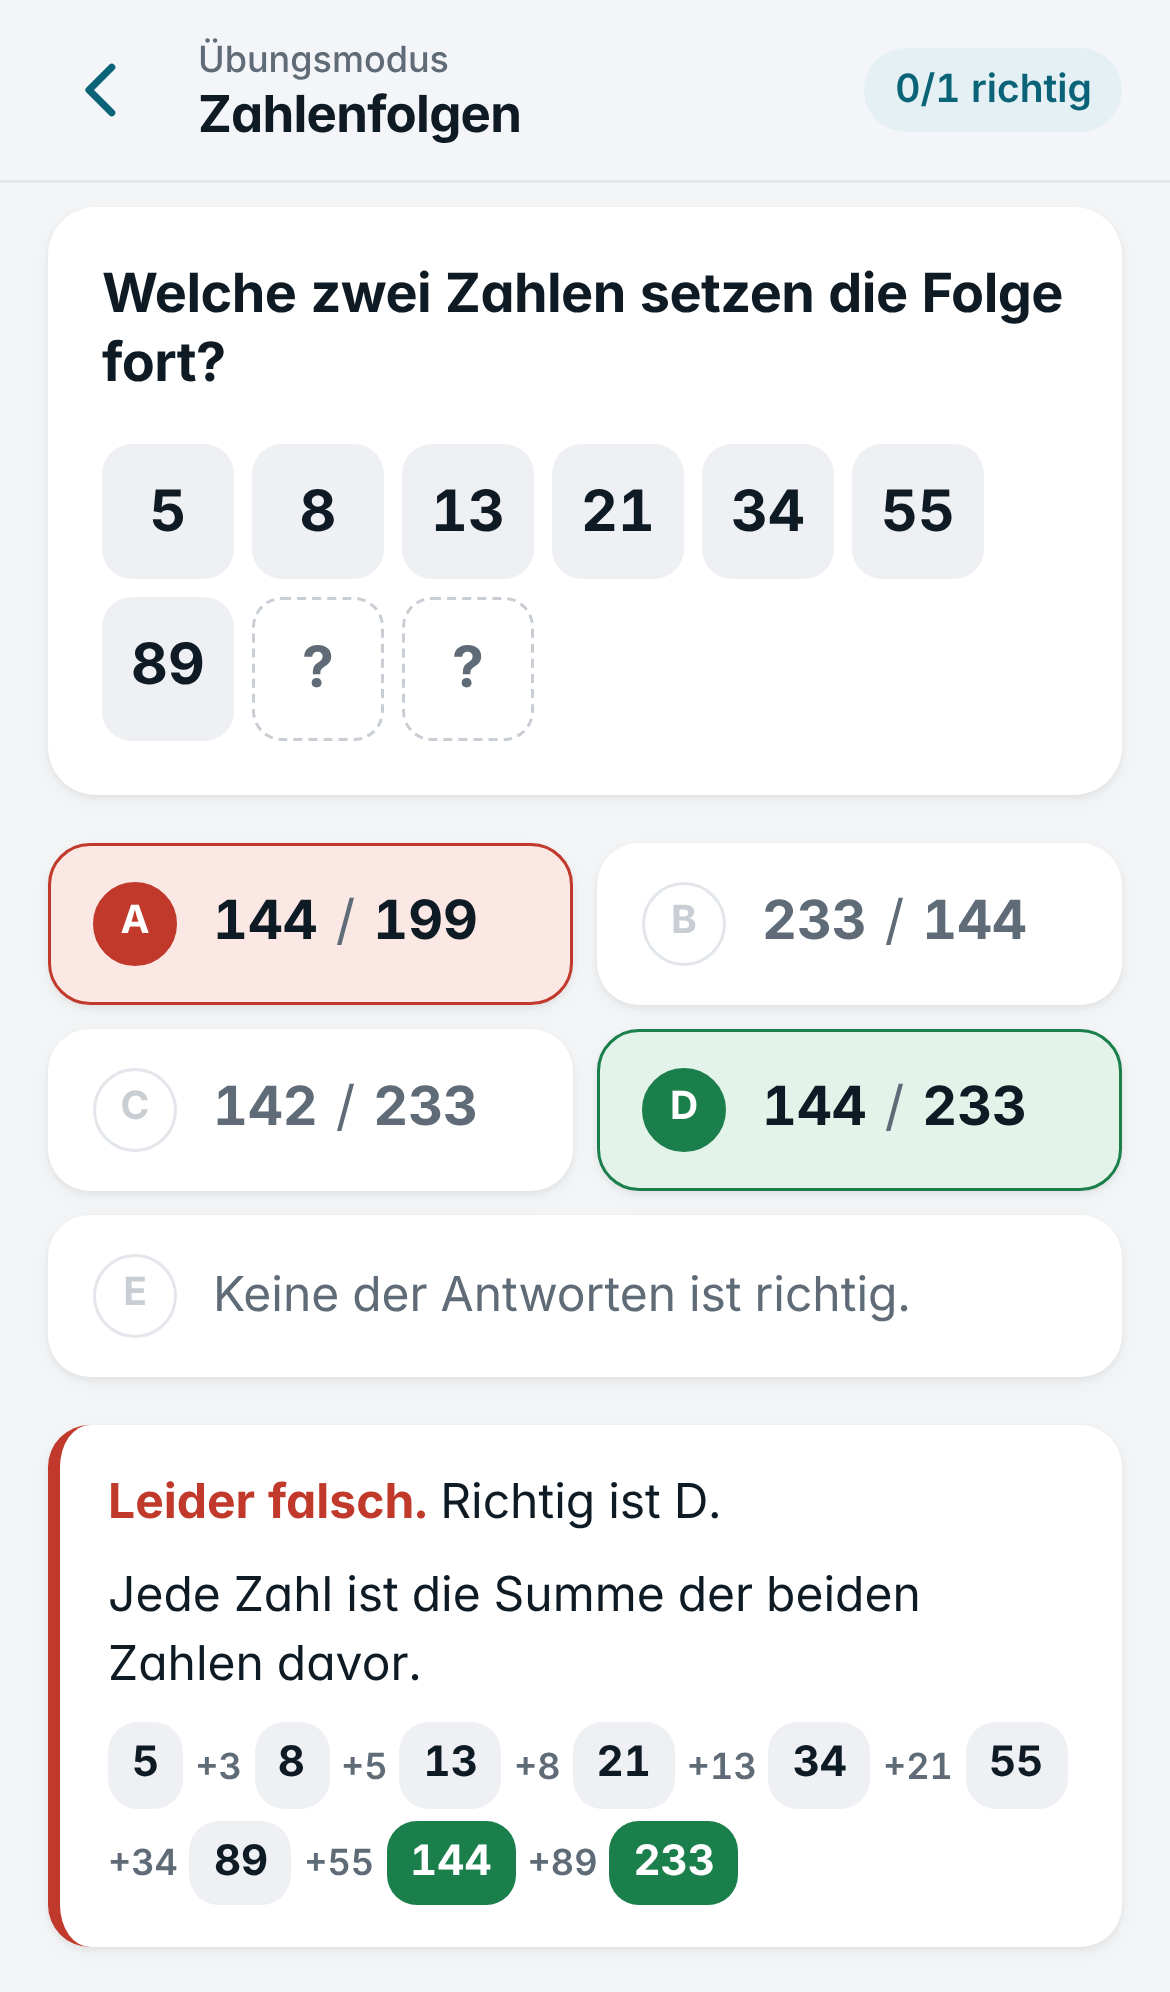 Übungsmodus
Zahlenfolgen
0/1 richtig
Welche zwei Zahlen setzen die Folge
fort?
5 8 13 21 34 55
89 ? ?
A 144 / 199
B 233 / 144
C 142 / 233
D 144 / 233
E Keine der Antworten ist richtig.
Leider falsch. Richtig ist D.
Jede Zahl ist die Summe der beiden
Zahlen davor.
5 +3 8 +5 13 +8 21 +13 34 +21 55
+34 89 +55 144 +89 233